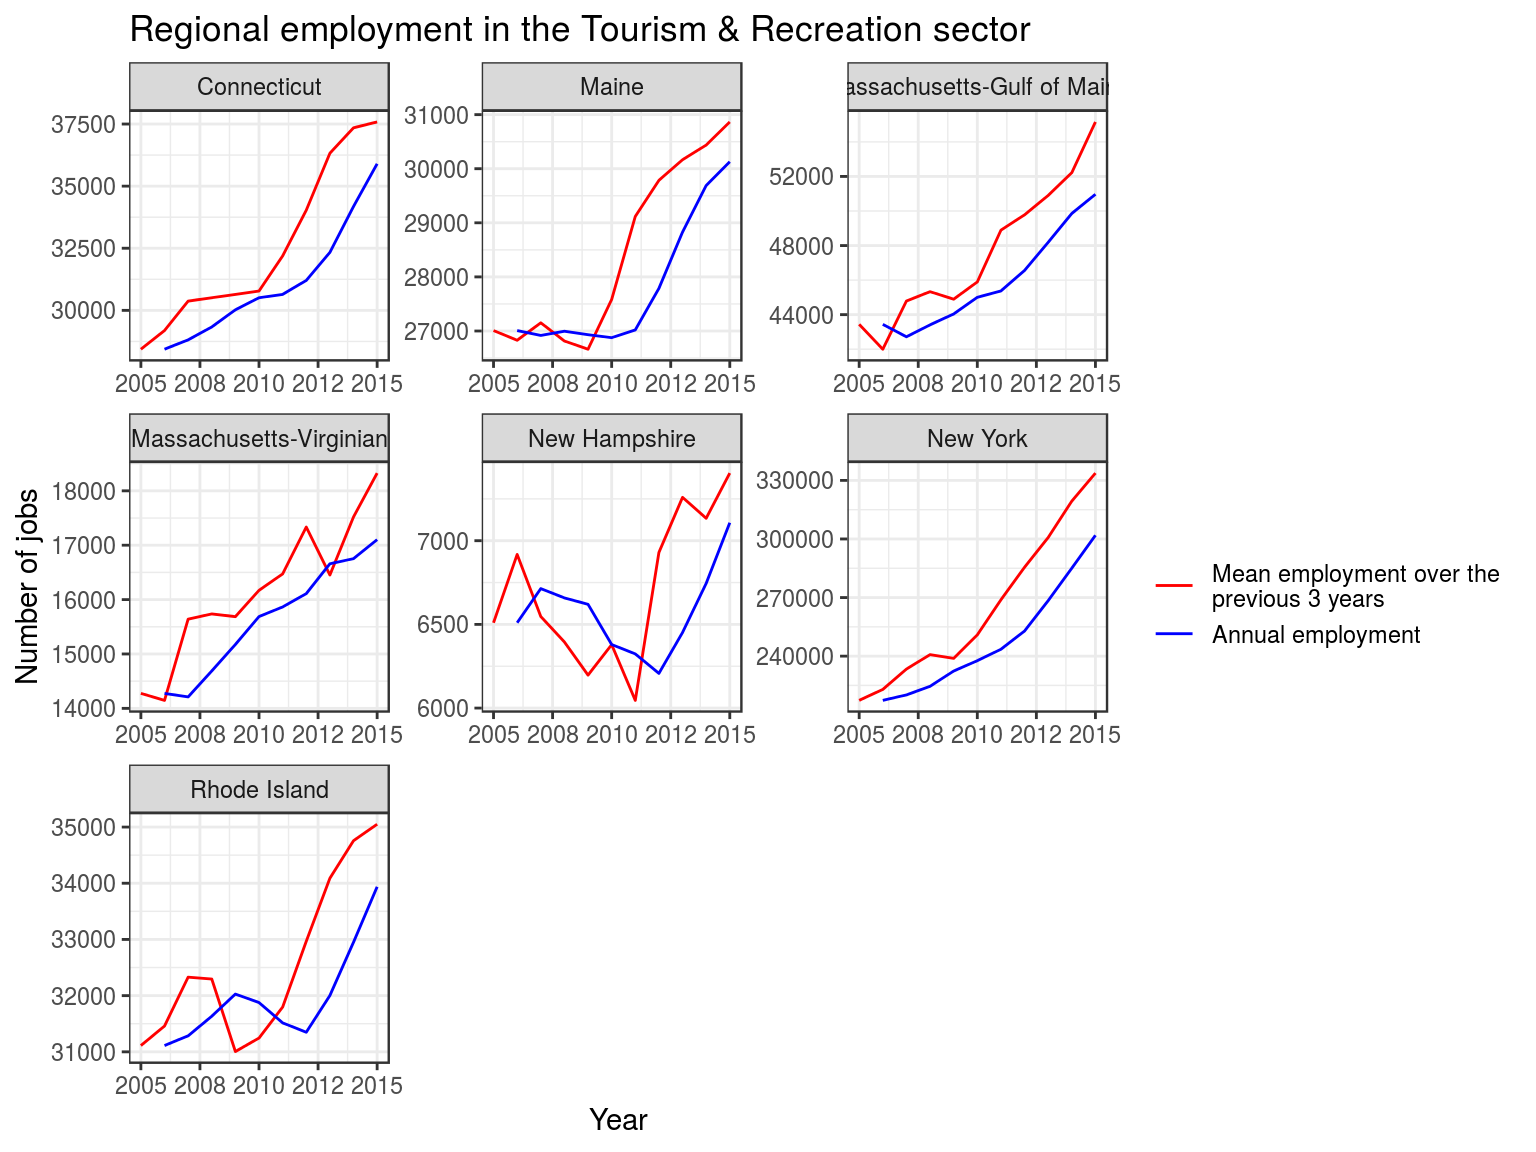 Regional employment in the Tourism & Recreation sector
Connecticut
Maine
assachusetts-Gulf of Mai
37500
35000
32500
30000
2005 2008 2010 2012 2015
31000
30000
29000
28000
27000
2005 2008 2010 2012 2015
52000
48000
44000
2005 2008 2010 2012 2015
Number of jobs
Massachusetts-Virginian
New Hampshire
New York
18000
17000
16000
15000
14000
2005 2008 2010 2012 2015
7000
6500
6000
2005 2008 2010 2012 2015
330000
300000
270000
240000
2005 2008 2010 2012 2015
Mean employment over the
previous 3 years
Annual employment
Rhode Island
35000
34000
33000
32000
31000
2005 2008 2010 2012 2015
Year